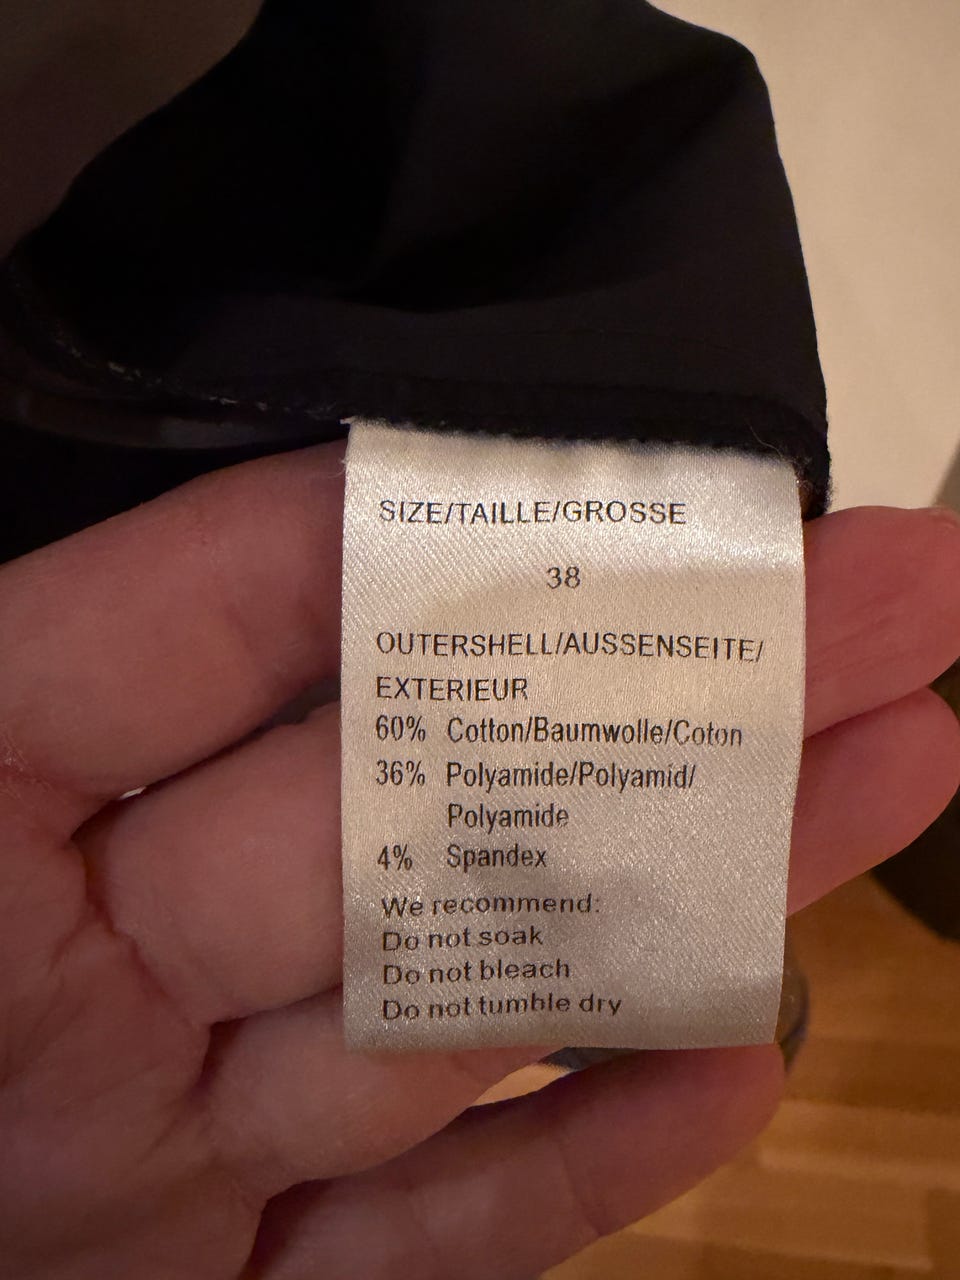 SIZE/TAILLE/GROSSE
38
OUTERSHELL/AUSSENSEITE/
EXTERIEUR
60% Cotton/Baumwolle/Coton
36% Polyamide/Polyamid/
Polyamide
4% Spandex
We recommend:
Do not soak
Do not bleach
Do not tumble dry